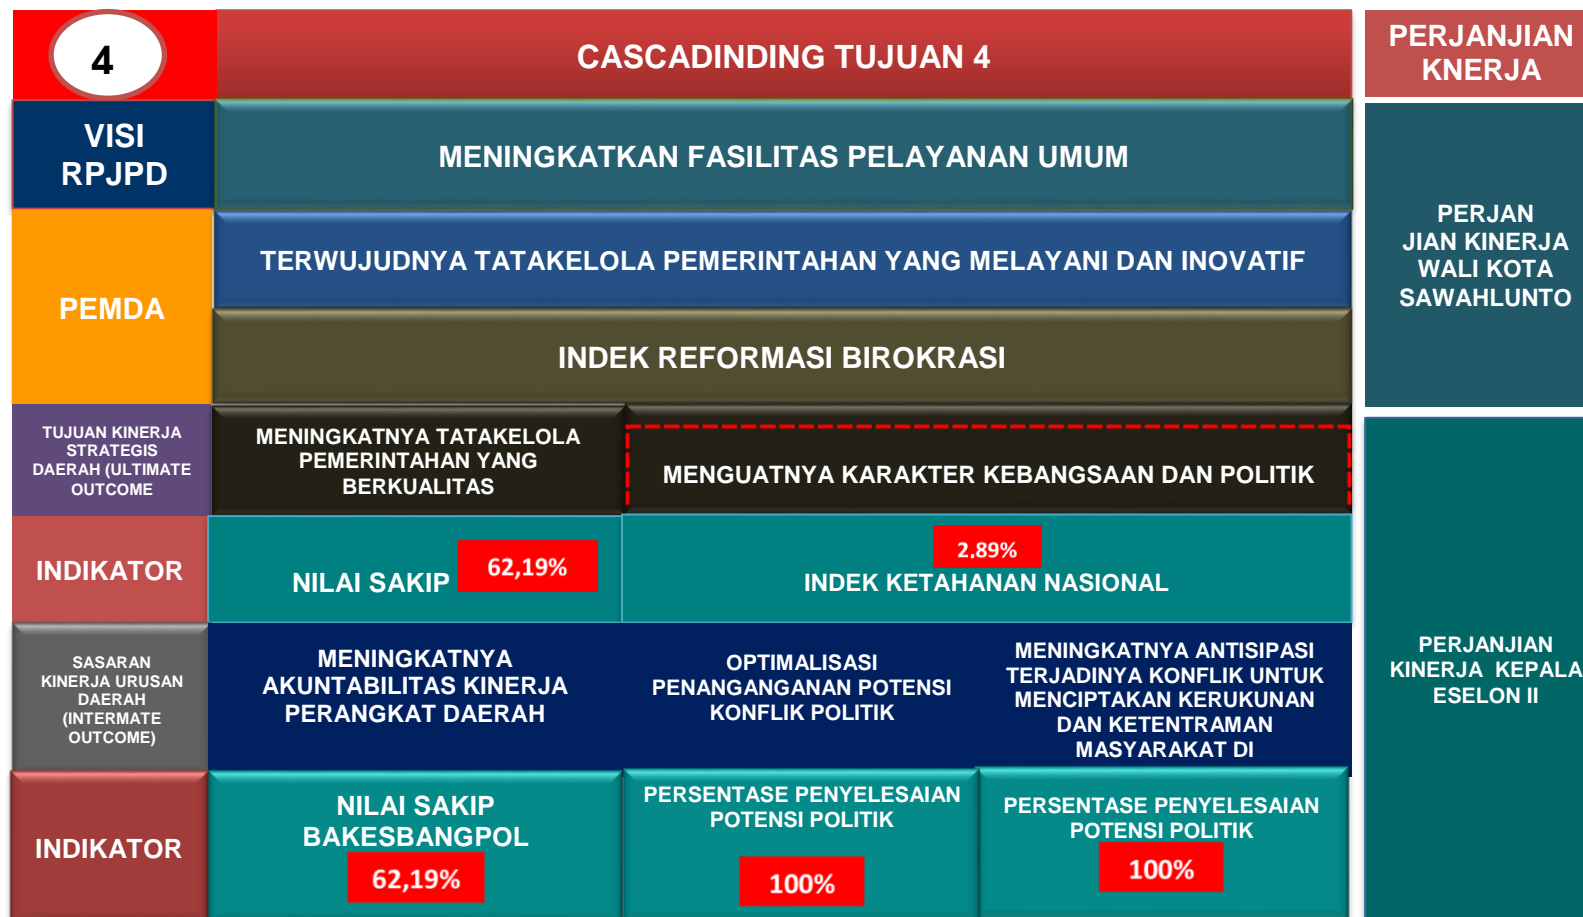 4
CASCADINDING TUJUAN 4
PERJANJIAN
KNERJA
VISI
RPJPD
MENINGKATKAN FASILITAS PELAYANAN UMUM
PERJAN
JIAN KINERJA
WALI KOTA
SAWAHLUNTO
PEMDA
TERWUJUDNYA TATAKELOLA PEMERINTAHAN YANG MELAYANI DAN INOVATIF
INDEK REFORMASI BIROKRASI
TUJUAN KINERJA
STRATEGIS
DAERAH (ULTIMATE
OUTCOME
MENINGKATNYA TATAKELOLA
PEMERINTAHAN YANG
BERKUALITAS
MENGUATNYA KARAKTER KEBANGSAAN DAN POLITIK
PERJANJIAN
KINERJA KEPALA
ESELON II
INDIKATOR
NILAI SAKIP
62,19%
2.89%
INDEK KETAHANAN NASIONAL
SASARAN
KINERJA URUSAN
DAERAH
(INTERMATE
OUTCOME)
MENINGKATNYA
AKUNTABILITAS KINERJA
PERANGKAT DAERAH
OPTIMALISASI
PENANGANGANAN POTENSI
KONFLIK POLITIK
MENINGKATNYA ANTISIPASI
TERJADINYA KONFLIK UNTUK
MENCIPTAKAN KERUKUNAN
DAN KETENTRAMAN
MASYARAKAT DI
INDIKATOR
NILAI SAKIP
BAKESBANGPOL
62,19%
PERSENTASE PENYELESAIAN
POTENSI POLITIK
100%
PERSENTASE PENYELESAIAN
POTENSI POLITIK
100%